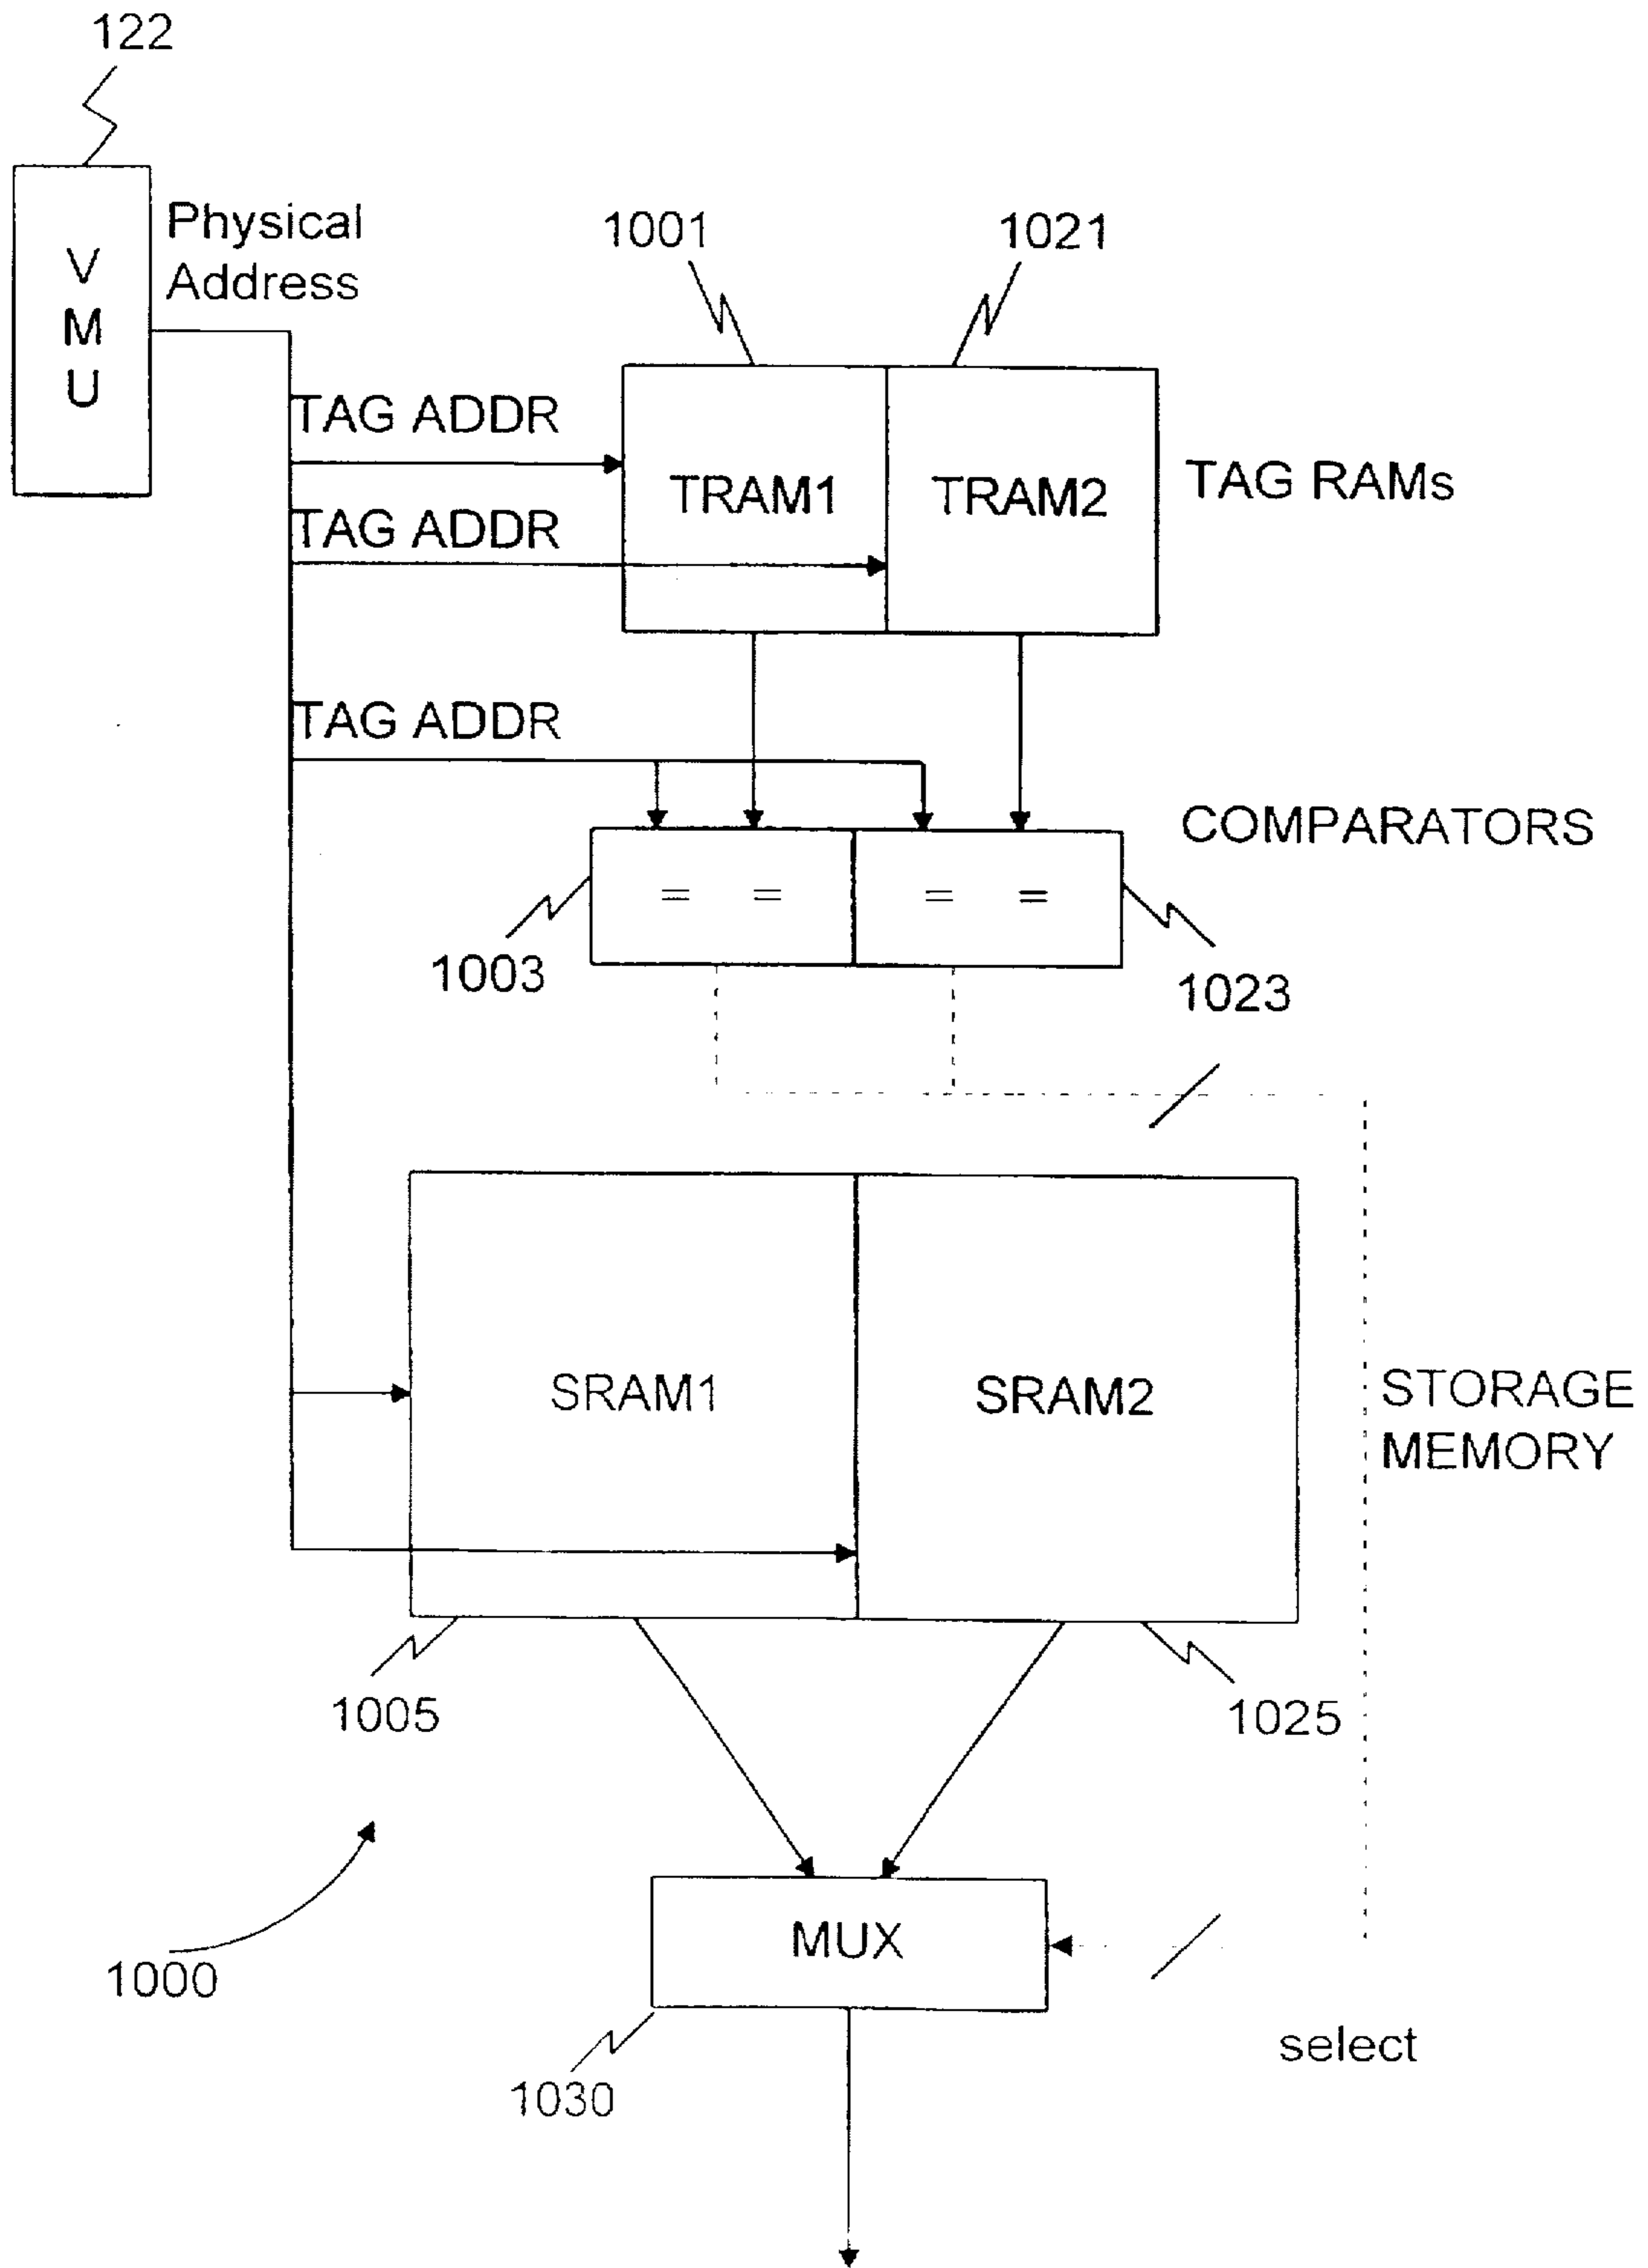 122
V
M
U
Physical
Address
1001
1021
TAG ADDR
TRAM1
TRAM2
TAG RAMs
TAG ADDR
TAG ADDR
COMPARATORS
= =
= =
1003
1023
SRAM1
SRAM2
STORAGE
MEMORY
1005
1025
MUX
1000
select
1030